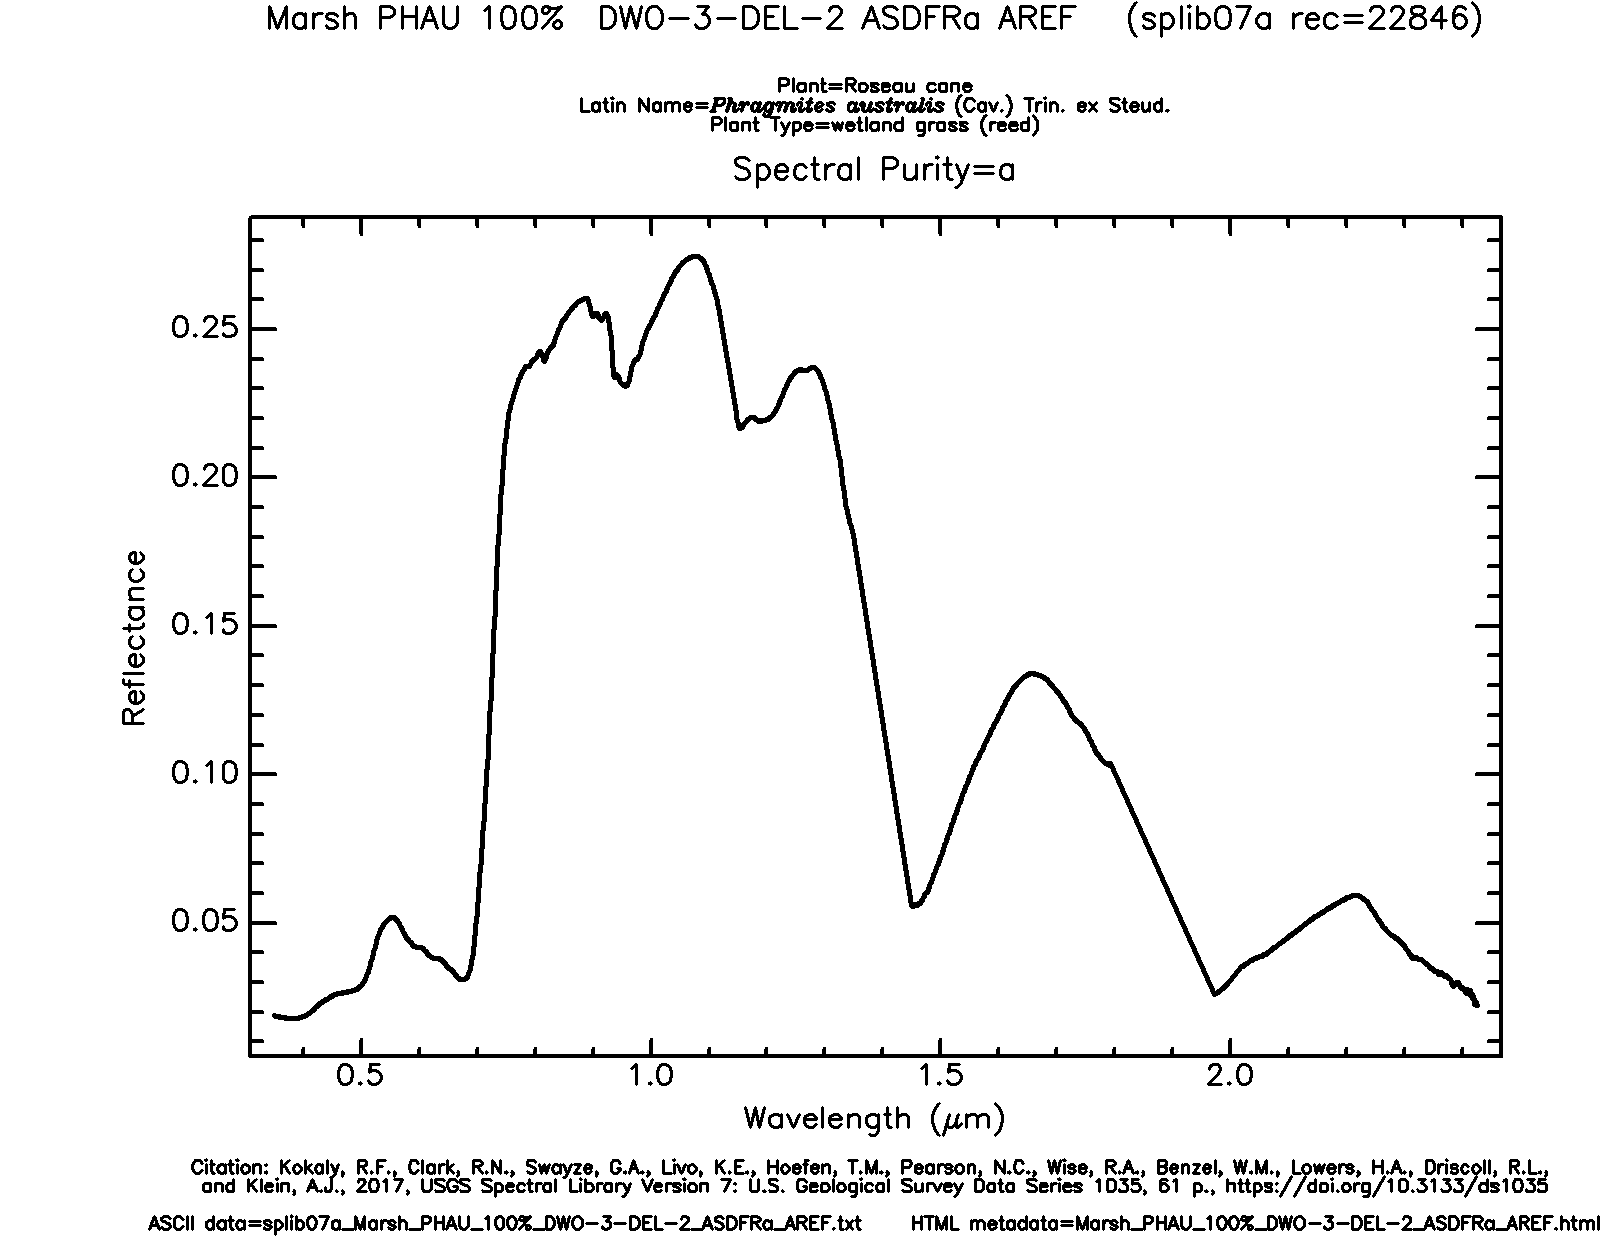 Marsh PHAU 100% DWO-3-DEL-2 ASDFRa AREF (splib07a rec=22846)
Plant=Roseau cane
Latin Name=Phragmites australis (Cav.) Trin. ex Steud.
Plant Type=wetland grass (reed)
Spectral Purity=a
0.25
0.20
0.15
0.10
0.05
Reflectance
0.5 1.0 1.5 2.0
Wavelength (μm)
Citation: Kokaly, R.F., Clark, R.N., Swayze, G.A., Livo, K.E., Hoefen, T.M., Pearson, N.C., Wise, R.A., Benzel, W.M., Lowers, H.A., Driscoll, R.L.,
and Klein, A.J., 2017, USGS Spectral Library Version 7: U.S. Geological Survey Data Series 1035, 61 p., https://doi.org/10.3133/ds1035
ASCII data=splib07a_Marsh_PHAU_100%_DWO-3-DEL-2_ASDFRa_AREF.txt HTML metadata=Marsh_PHAU_100%_DWO-3-DEL-2_ASDFRa_AREF.html